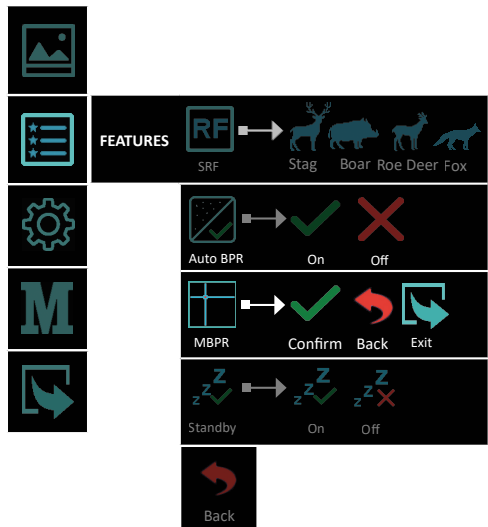 FEATURES
RF
SRF
Stag Boar Roe Deer Fox
Auto BPR On Off
MBPR Confirm Back Exit
M
z z Z z z Z z z Z
Standby On Off
Back